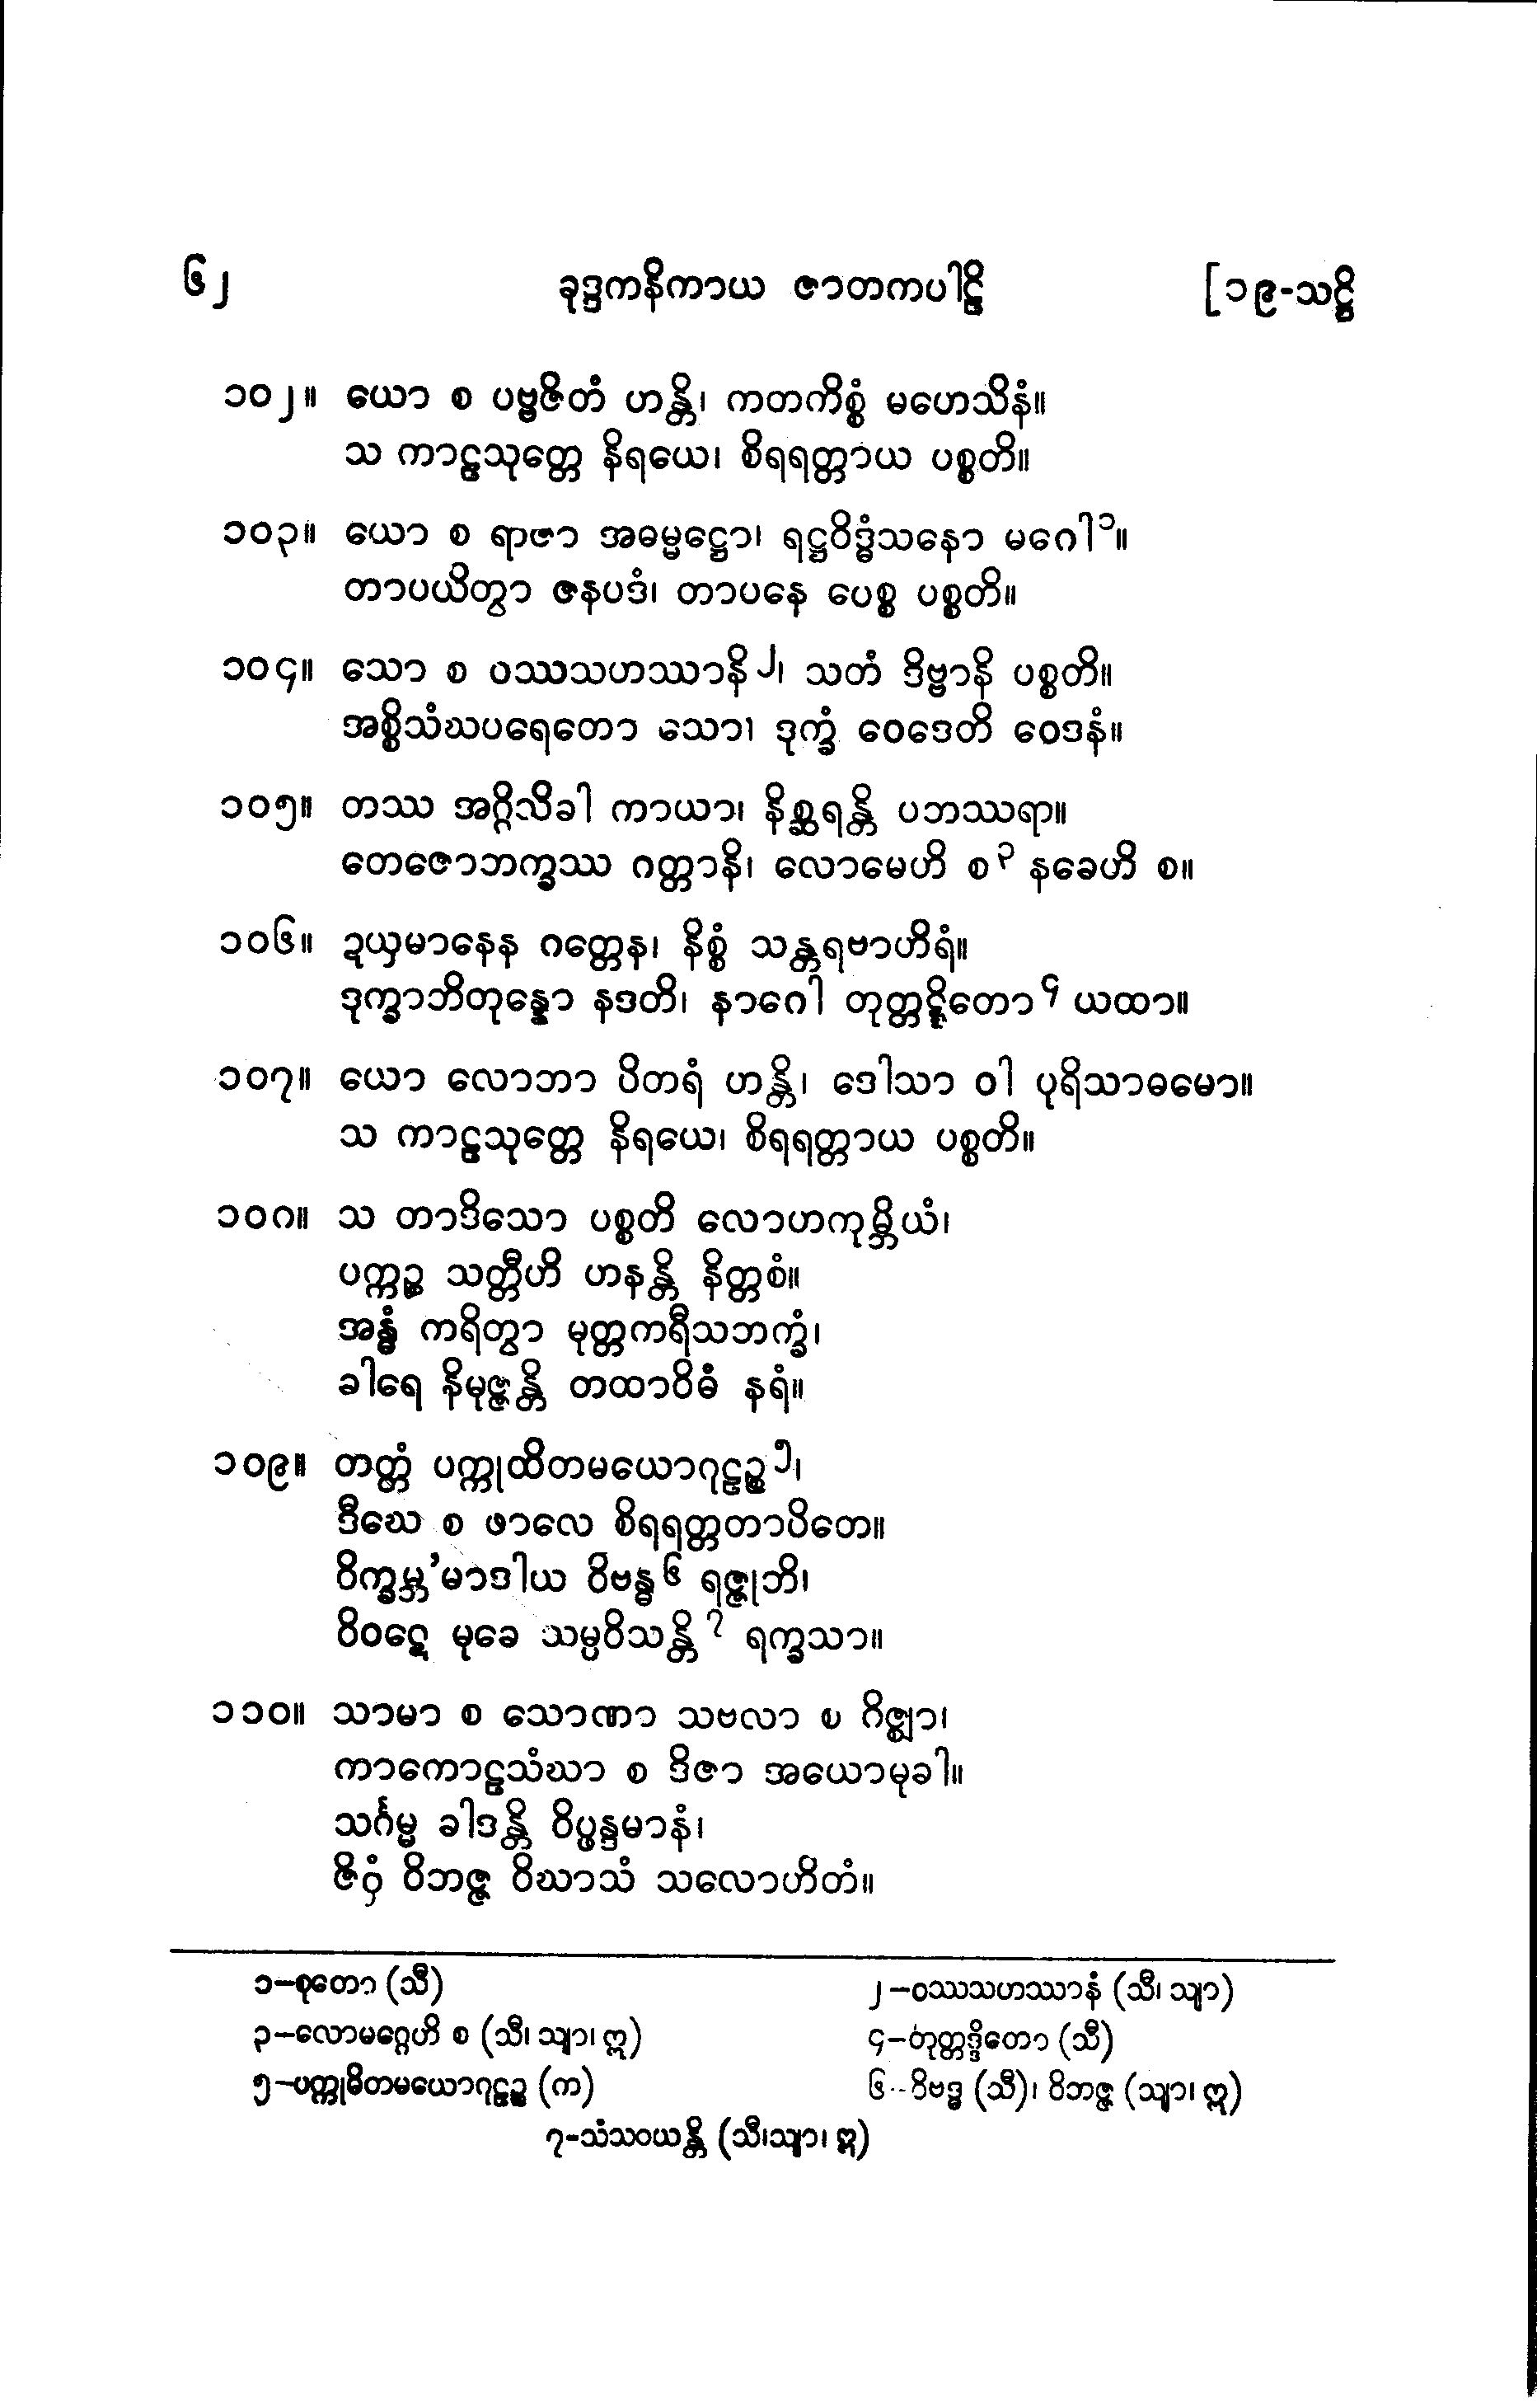 ၆၂ ခုဒ္ဒကနိကာယ ဇာတကပါဠိ [၁၉-သဋ္ဌိ
၁၀၂။ ယော စ ပဗ္ဗဇိတံ ဟန္တိ၊ ကတကိစ္စံ မဟေသိနံ။
သ ကာဠသုတ္တေ နိရယေ၊ စိရရတ္တာယ ပစ္စတိ။
၁၀၃။ ယော စ ရာဇာ အဓမ္မဋ္ဌော၊ ရဋ္ဌဝိဒ္ဓံသနော မဂေါ၁။
တာပယိတွာ ဇနပဒံ၊ တာပနေ ပေစ္စ ပစ္စတိ။
၁၀၄။ သော စ ဝဿသဟဿာနိ၂၊ သတံ ဒိဗ္ဗာနိ ပစ္စတိ။
အစ္စိသံဃပရေတော သော၊ ဒုက္ခံ ဝေဒေတိ ဝေဒနံ။
၁၀၅။ တဿ အဂ္ဂိသိခါ ကာယာ၊ နိစ္ဆရန္တိ ပဘဿရာ။
တေဇောဘက္ခဿ ဂတ္တာနိ၊ လောမေဟိ စ၃ နခေဟိ စ။
၁၀၆။ ဍယှမာနေန ဂတ္တေန၊ နိစ္စံ သန္တရဗာဟိရံ။
ဒုက္ခာဘိတုန္နော နဒတိ၊ နာဂေါ တုတ္တဋ္ဋိတော၄ ယထာ။
၁၀၇။ ယော လောဘာ ပိတရံ ဟန္တိ၊ ဒေါသာ ဝါ ပုရိသာဓမော။
သ ကာဠသုတ္တေ နိရယေ၊ စိရရတ္တာယ ပစ္စတိ။
၁၀၈။ သ တာဒိသော ပစ္စတိ လောဟကုမ္ဘိယံ၊
ပက္ကဉ္စ သတ္တီဟိ ဟနန္တိ နိတ္တစံ။
အန္ဓံ ကရိတွာ မုတ္တကရီသဘက္ခံ၊
ခါရေ နိမုဇ္ဇန္တိ တထာဝိဓံ နရံ။
၁၀၉။ တတ္တံ ပက္ကုထိတမယောဂုဠဉ္စ၅၊
ဒီဃေ စ ဖာလေ စိရရတ္တတာပိတေ။
ဝိက္ခမ္ဘ’မာဒါယ ဝိဗန္ဓ၆ ရဇ္ဇုဘိ၊
ဝိဝဋေ မုခေ သမ္ပဝိသန္တိ၇ ရက္ခသာ။
၁၁၀။ သာမာ စ သောဏာ သဗလာ စ ဂိဇ္ဈာ၊
ကာကောဠသံဃာ စ ဒိဇာ အယောမုခါ။
သင်္ဂမ္မ ခါဒန္တိ ဝိပ္ဖန္ဒမာနံ၊
ဇိဝှံ ဝိဘဇ္ဇ ဝိဃာသံ သလောဟိတံ။
၁–စုတော (သီ) ၂–ဝဿသဟဿာနံ (သီ၊ သျာ)
၃–လောမဂ္ဂေဟိ စ (သီ၊ သျာ၊ ဣ) ၄–တုတ္တဒ္ဒိတော (သီ)
၅–ပက္ကုဓိတမယောဂုဠဉ္စ (က) ၆–ဝိဗဒ္ဓ (သီ)၊ ဝိဘဇ္ဇ (သျာ၊ ဣ)
၇-သံသဝယန္တိ (သီ၊သျာ၊ ဣ)